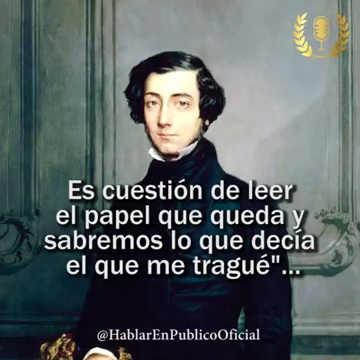 Es cuestión de leer
el papel que queda y
sabremos lo que decía
el que me tragué"...
@HablarEnPublicoOficial